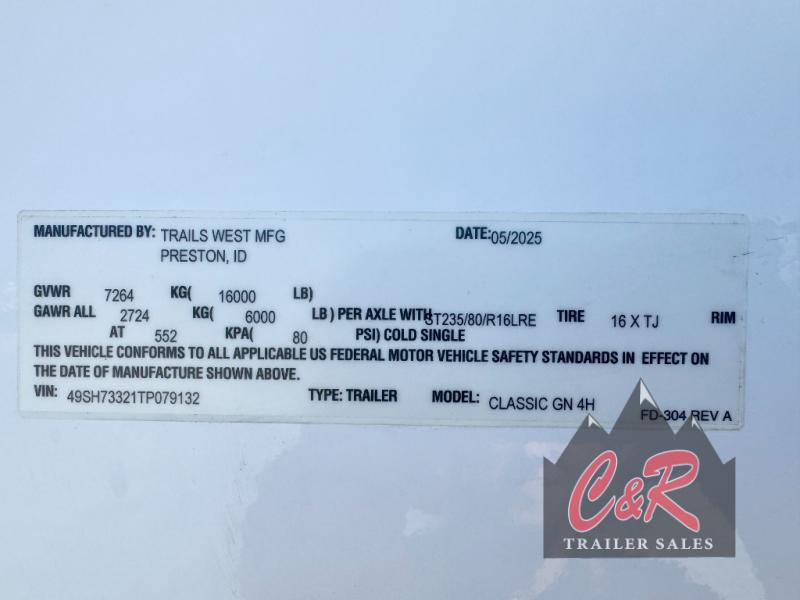 MANUFACTURED BY: TRAILS WEST MFG DATE: 05/2025
PRESTON, ID
GVWR 7264 KG( 16000 LB)
GAWR ALL 2724 KG( 6000 LB) PER AXLE WITH ST235/80/R16LRE TIRE 16 X TJ RIM
AT 552 KPA( 80 PSI) COLD SINGLE
THIS VEHICLE CONFORMS TO ALL APPLICABLE US FEDERAL MOTOR VEHICLE SAFETY STANDARDS IN EFFECT ON
THE DATE OF MANUFACTURE SHOWN ABOVE.
VIN: 49SH73321TP079132 TYPE: TRAILER MODEL: CLASSIC GN 4H
FD-304 REV A
C&R
TRAILER SALES